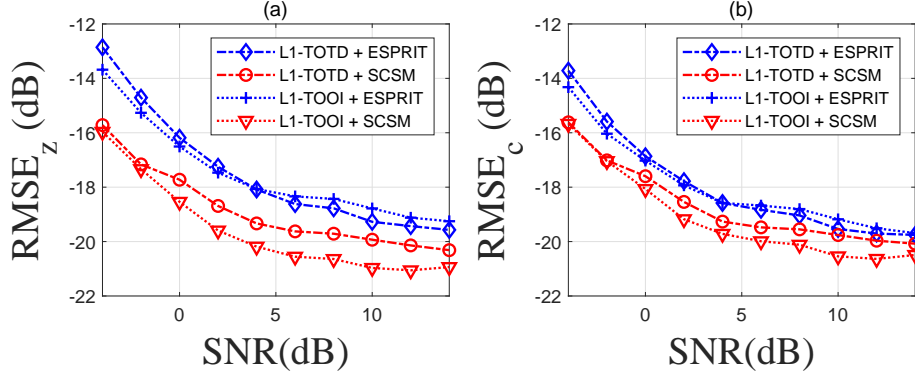 (a)
-12
-14
-16
-18
-20
-22
0
5
10
RMSE_z (dB)
SNR(dB)
L1-TOTD + ESPRIT
L1-TOTD + SCSM
L1-TOOI + ESPRIT
L1-TOOI + SCSM
(b)
-12
-14
-16
-18
-20
-22
0
5
10
RMSE_c (dB)
SNR(dB)
L1-TOTD + ESPRIT
L1-TOTD + SCSM
L1-TOOI + ESPRIT
L1-TOOI + SCSM